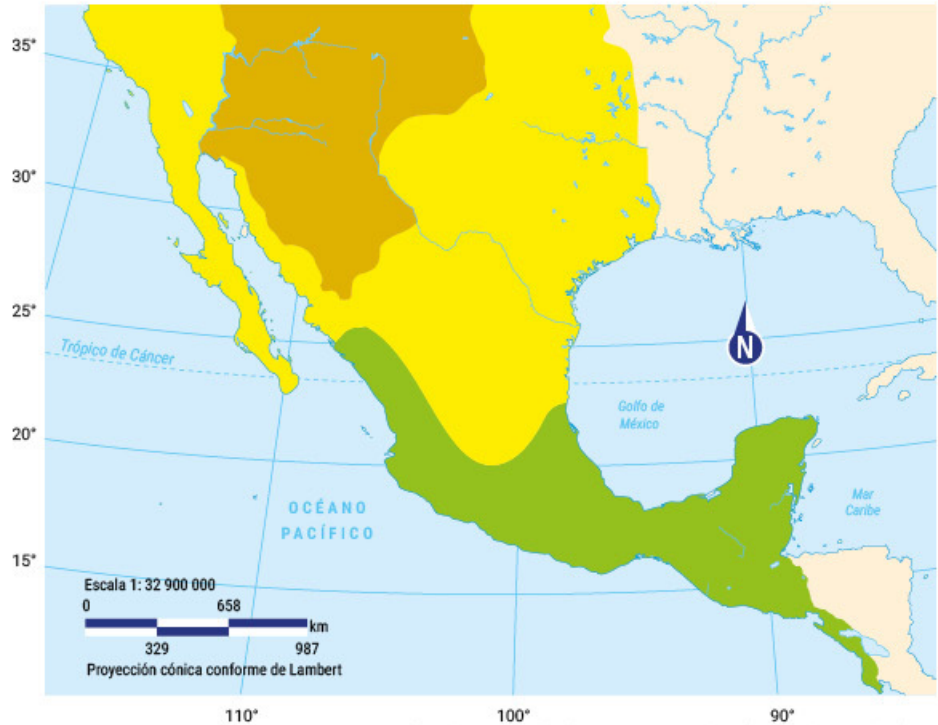 35°
30°
25°
Trópico de Cáncer
N
Golfo de
México
20°
OCÉANO
PACÍFICO
Mar
Caribe
15°
Escala 1: 32 900 000
0 658
km
329 987
Proyección cónica conforme de Lambert
110° 100° 90°